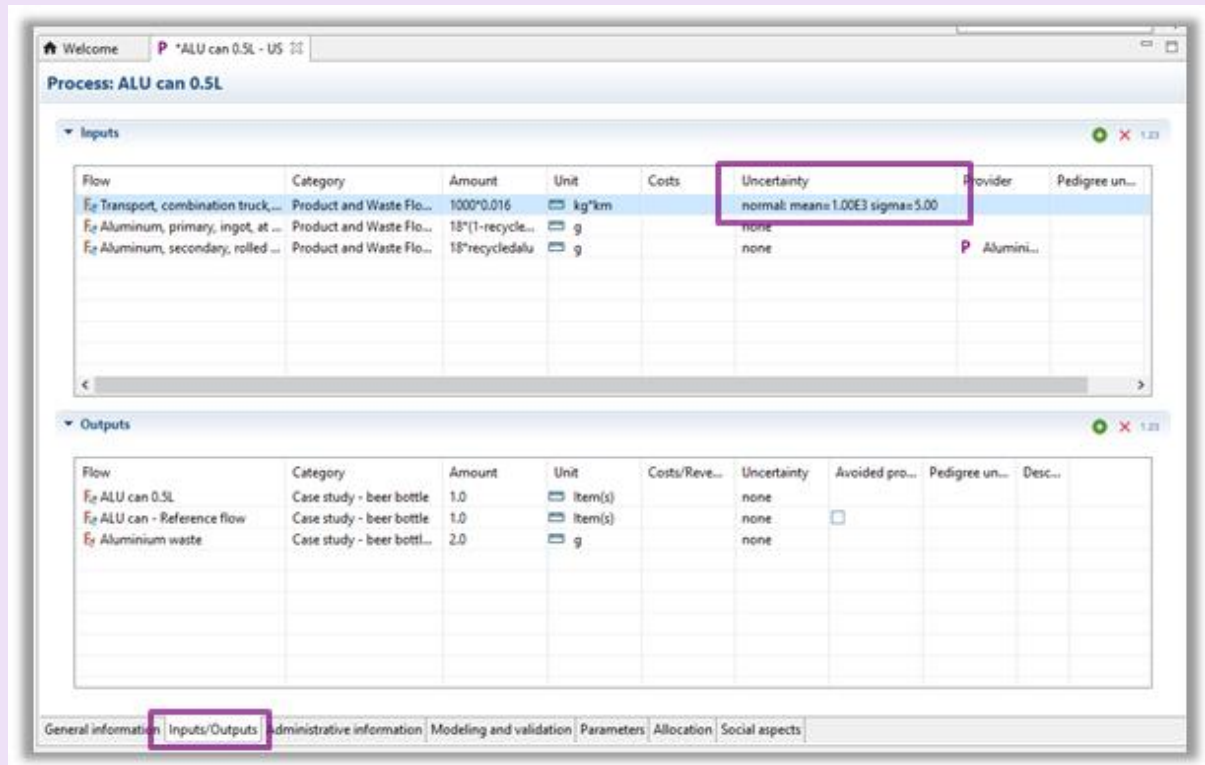 Welcome P *ALU can 0.5L - US
Process: ALU can 0.5L
Inputs
1.23
Flow Category Amount Unit Costs Uncertainty Provider Pedigree un...
Transport, combination truck,... Product and Waste Flo... 1000*0.016 kg*km normal: mean=1.00E3 sigma=5.00
Aluminum, primary, ingot, at ... Product and Waste Flo... 18*(1-recycle... g none
Aluminum, secondary, rolled ... Product and Waste Flo... 18*recycledalu g none P Alumini...
Outputs
1.23
Flow Category Amount Unit Costs/Reve... Uncertainty Avoided pro... Pedigree un... Desc...
ALU can 0.5L Case study - beer bottle 1.0 Item(s) none
ALU can - Reference flow Case study - beer bottle 1.0 Item(s) none
Aluminium waste Case study - beer bottl... 2.0 g none
General information Inputs/Outputs Administrative information Modeling and validation Parameters Allocation Social aspects